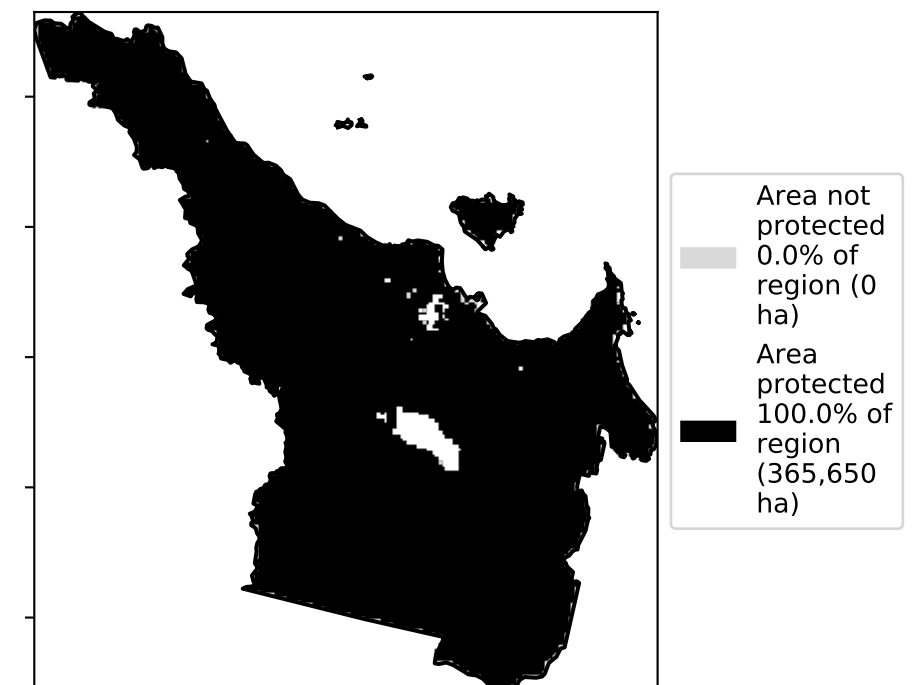 Area not
protected
0.0% of
region (0
ha)
Area
protected
100.0% of
region
(365,650
ha)